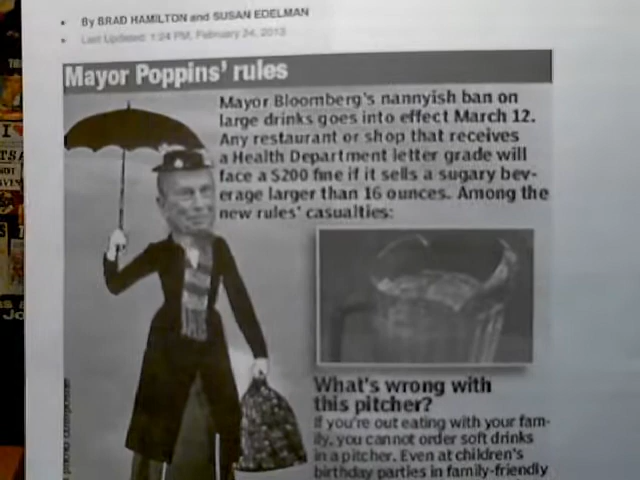 By BRAD HAMILTON and SUSAN EDELMAN
Last Updated: 1:24 PM, February 24, 2013
Mayor Poppins' rules
Mayor Bloomberg's nannyish ban on
large drinks goes into effect March 12.
Any restaurant or shop that receives
a Health Department letter grade will
face a $200 fine if it sells a sugary bev-
erage larger than 16 ounces. Among the
new rules' casualties:
What's wrong with
this pitcher?
If you're out eating with your fam-
ily, you cannot order soft drinks
in a pitcher. Even at children's
birthday parties in family-friendly